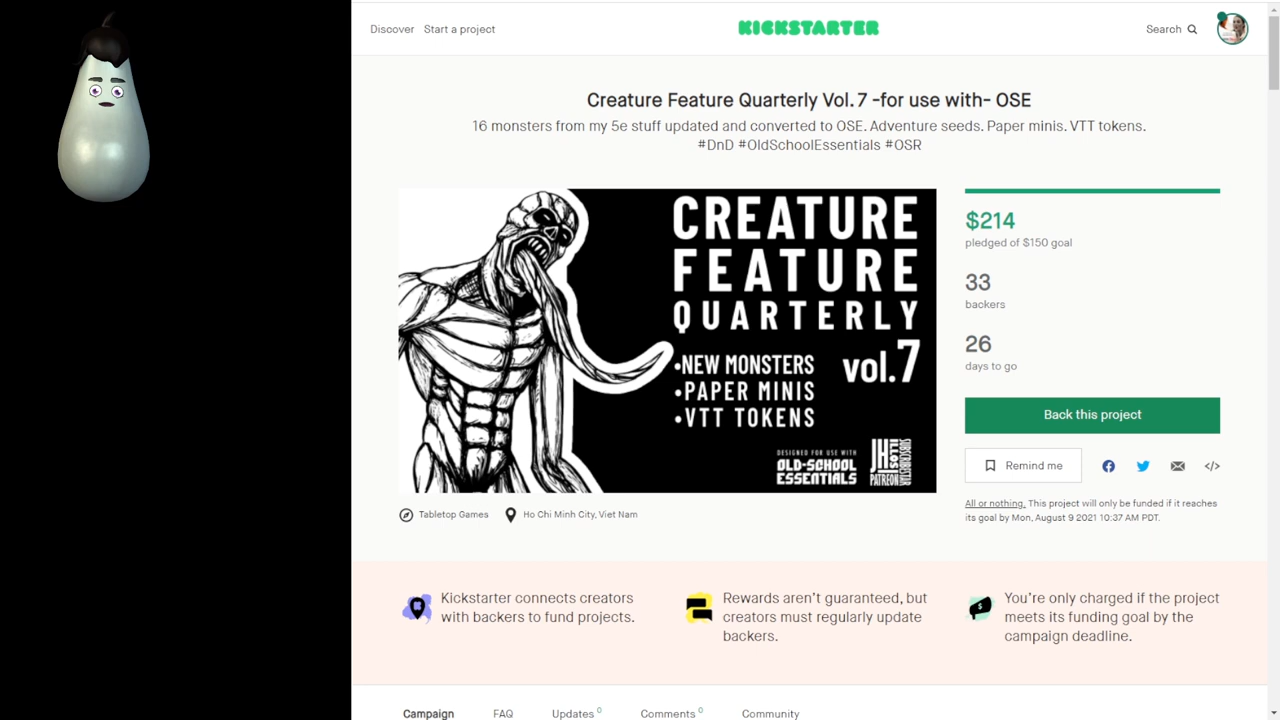 Discover Start a project
KICKSTARTER
Search
Creature Feature Quarterly Vol. 7 -for use with- OSE
16 monsters from my 5e stuff updated and converted to OSE. Adventure seeds. Paper minis. VTT tokens.
#DnD #OldSchoolEssentials #OSR
CREATURE
FEATURE
QUARTERLY
vol.7
•NEW MONSTERS
•PAPER MINIS
•VTT TOKENS
DESIGNED FOR USE WITH
OLD-SCHOOL
ESSENTIALS
JH
ILLOS
PATREON
SUBSCRIBSTAR
$214
pledged of $150 goal
33
backers
26
days to go
Back this project
Remind me
All or nothing. This project will only be funded if it reaches
its goal by Mon, August 9 2021 10:37 AM PDT.
Tabletop Games
Ho Chi Minh City, Viet Nam
Kickstarter connects creators
with backers to fund projects.
Rewards aren't guaranteed, but
creators must regularly update
backers.
You're only charged if the project
meets its funding goal by the
campaign deadline.
Campaign FAQ Updates 0 Comments 0 Community